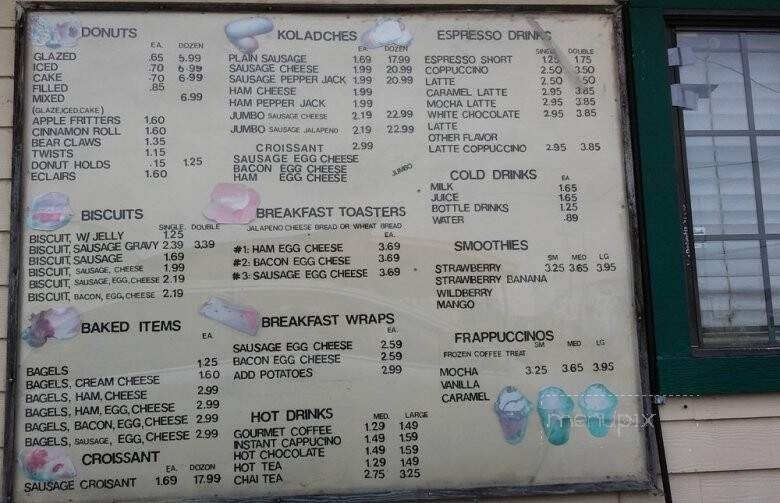 DONUTS
EA. DOZEN
GLAZED .65 5.99
ICED .70 6.99
CAKE .70 6.99
FILLED .85
MIXED 6.99
(GLAZE,ICED,CAKE)
APPLE FRITTERS 1.60
CINNAMON ROLL 1.60
BEAR CLAWS 1.35
TWISTS 1.15
DONUT HOLDS .15 1.25
ECLAIRS 1.60
BISCUITS
SINGLE DOUBLE
BISCUIT, W/ JELLY 1.25
BISCUIT, SAUSAGE GRAVY 2.39 3.39
BISCUIT, SAUSAGE 1.69
BISCUIT, SAUSAGE, CHEESE 1.99
BISCUIT, SAUSAGE, EGG, CHEESE 2.19
BISCUIT, BACON, EGG, CHEESE 2.19
BAKED ITEMS
EA.
BAGELS 1.25
BAGELS, CREAM CHEESE 1.60
BAGELS, HAM, CHEESE 2.99
BAGELS, HAM, EGG, CHEESE 2.99
BAGELS, BACON, EGG, CHEESE 2.99
BAGELS, SAUSAGE, EGG, CHEESE 2.99
CROISSANT
EA. DOZON
SAUSAGE CROISANT 1.69 17.99
KOLADCHES
EA. DOZEN
PLAIN SAUSAGE 1.69 17.99
SAUSAGE CHEESE 1.99 20.99
SAUSAGE PEPPER JACK 1.99 20.99
HAM CHEESE 1.99
HAM PEPPER JACK 1.99
JUMBO SAUSAGE CHEESE 2.19 22.99
JUMBO SAUSAGE JALAPENO 2.19 22.99
CROISSANT 2.99
SAUSAGE EGG CHEESE
BACON EGG CHEESE
HAM EGG CHEESE
JUMBO
BREAKFAST TOASTERS
JALAPENO CHEESE BREAD OR WHEAT BREAD
EA.
#1: HAM EGG CHEESE 3.69
#2: BACON EGG CHESE 3.69
#3: SAUSAGE EGG CHEESE 3.69
BREAKFAST WRAPS
EA.
SAUSAGE EGG CHEESE 2.59
BACON EGG CHEESE 2.59
ADD POTATOES 2.99
HOT DRINKS
MED. LARGE
GOURMET COFFEE 1.29 1.49
INSTANT CAPPUCINO 1.49 1.59
HOT CHOCOLATE 1.49 1.59
HOT TEA 1.29 1.49
CHAI TEA 2.75 3.25
ESPRESSO DRINKS
SINGLE DOUBLE
ESPRESSO SHORT 1.25 1.75
COPPUCCINO 2.50 3.50
LATTE 2.50 3.50
CARAMEL LATTE 2.95 3.85
MOCHA LATTE 2.95 3.85
WHITE CHOCOLATE 2.95 3.85
LATTE
OTHER FLAVOR
LATTE COPPUCCINO 2.95 3.85
COLD DRINKS
EA.
MILK 1.65
JUICE 1.65
BOTTLE DRINKS 1.25
WATER .89
SMOOTHIES
SM MED LG
STRAWBERRY 3.25 3.65 3.95
STRAWBERRY BANANA
WILDBERRY
MANGO
FRAPPUCINOS
FROZEN COFFEE TREAT SM MED LG
MOCHA 3.25 3.65 3.95
VANILLA
CARAMEL
menupix